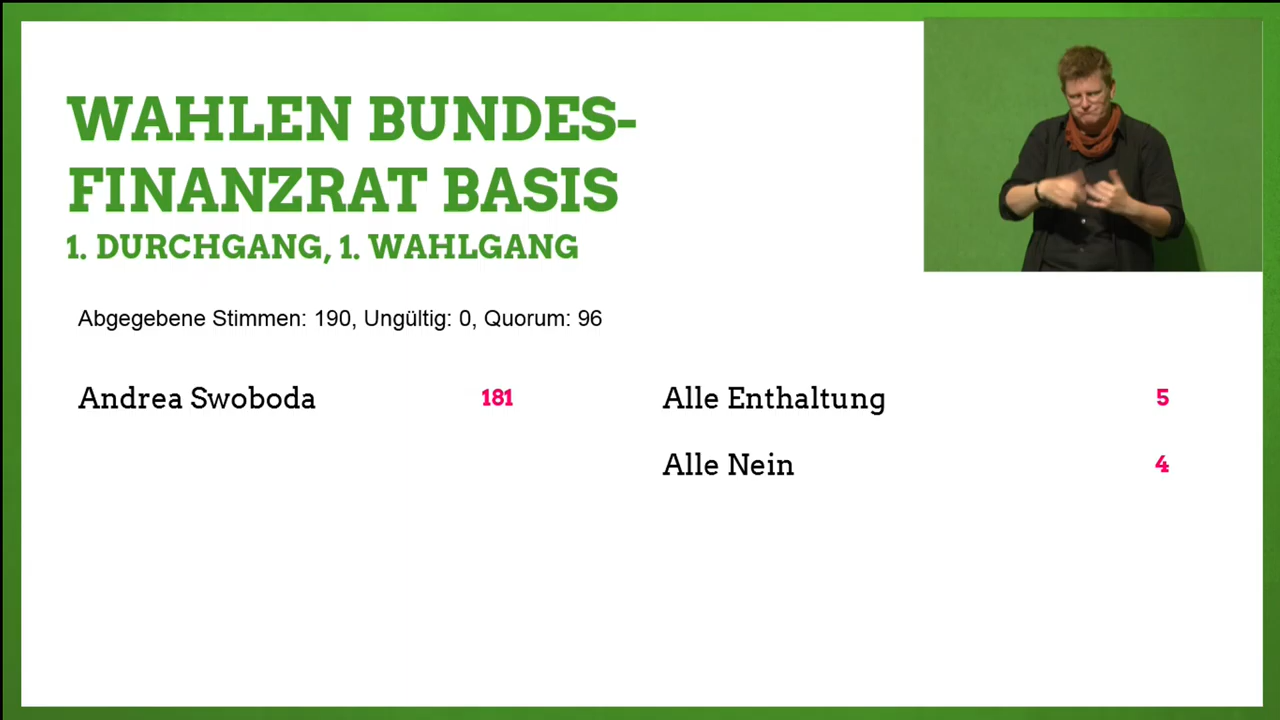 WAHLEN BUNDES-
FINANZRAT BASIS
1. DURCHGANG, 1. WAHLGANG
Abgegebene Stimmen: 190, Ungültig: 0, Quorum: 96
Andrea Swoboda 181
Alle Enthaltung 5
Alle Nein 4